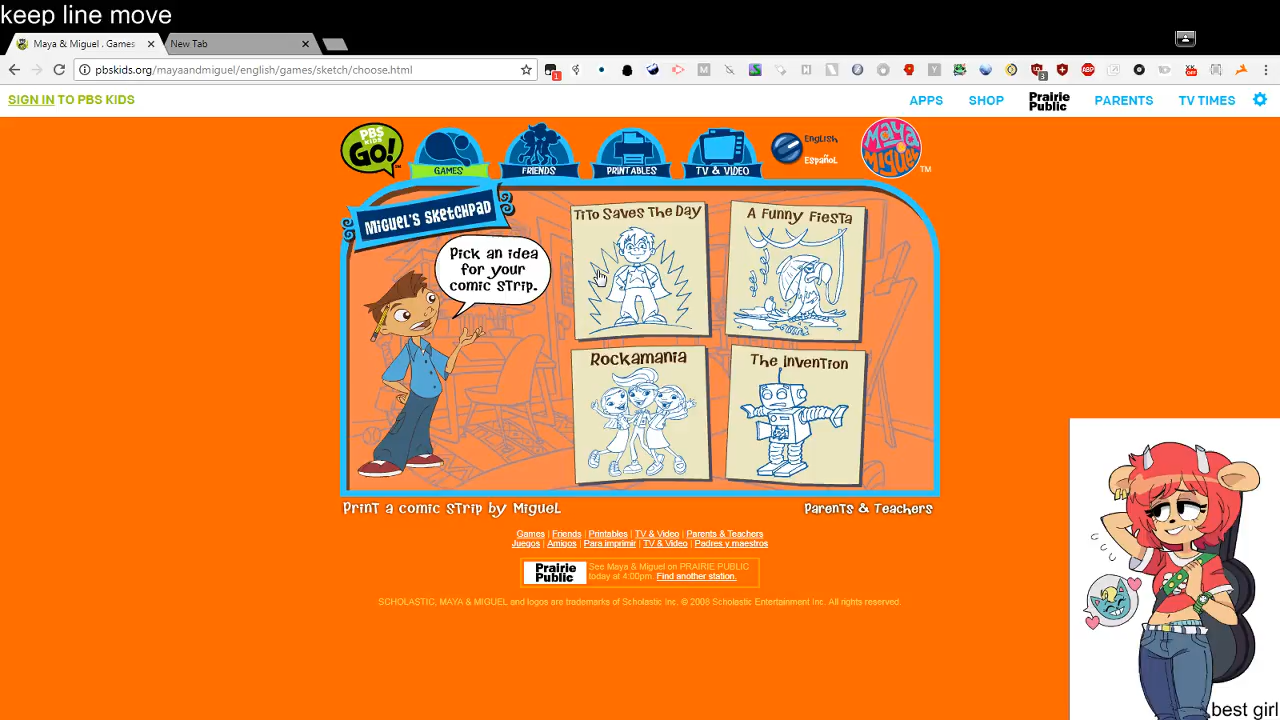 keep line move
Maya & Miguel . Games
New Tab
pbskids.org/mayaandmiguel/english/games/sketch/choose.html
SIGN IN TO PBS KIDS
APPS
SHOP
Prairie
Public
PARENTS
TV TIMES
PBS
KIDS
GO!
GAMES
FRIENDS
PRINTABLES
TV & VIDEO
English
Español
Maya
Miguel
TM
Miguel's Sketchpad
Pick an idea
for your
comic strip.
Tito Saves The Day
A Funny Fiesta
Rockamania
The Invention
Print a comic strip by Miguel
Parents & Teachers
Games | Friends | Printables | TV & Video | Parents & Teachers
Juegos | Amigos | Para imprimir | TV & Video | Padres y maestros
Prairie
Public
See Maya & Miguel on PRAIRIE PUBLIC
today at 4:00pm. Find another station.
SCHOLASTIC, MAYA & MIGUEL and logos are trademarks of Scholastic Inc. © 2008 Scholastic Entertainment Inc. All rights reserved.
best girl